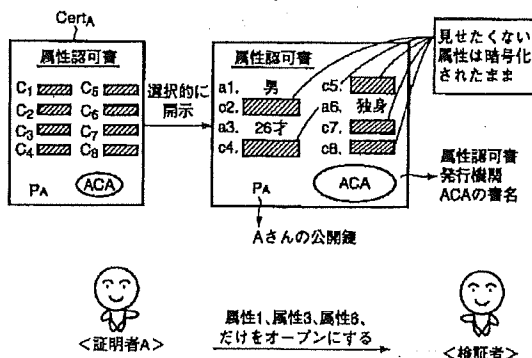 CertA
属性認可書
C1 C5
C2 C6
C3 C7
C4 C8
PA ACA
選択的に
開示
属性認可書
a1. 男 c5.
c2. a6. 独身
a3. 26才 c7.
c4. c8.
PA ACA
見せたくない
属性は暗号化
されたまま
属性認可書
発行機関
ACAの署名
Aさんの公開鍵
属性1、属性3、属性6、
だけをオープンにする
<証明者A>
<検証者>